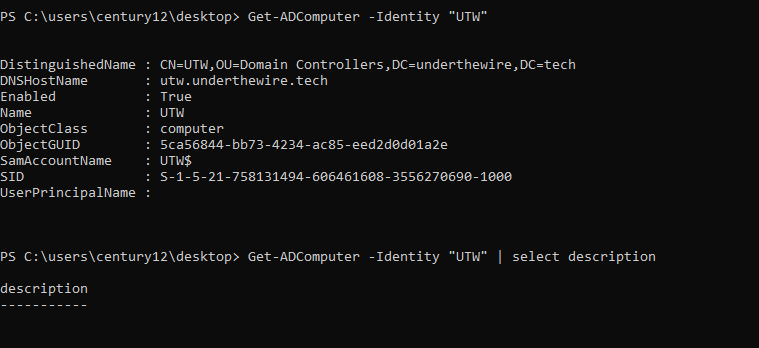 PS C:\users\century12\desktop> Get-ADComputer -Identity "UTW"
DistinguishedName : CN=UTW,OU=Domain Controllers,DC=underthewire,DC=tech
DNSHostName       : utw.underthewire.tech
Enabled           : True
Name              : UTW
ObjectClass       : computer
ObjectGUID        : 5ca56844-bb73-4234-ac85-eed2d0d01a2e
SamAccountName    : UTW$
SID               : S-1-5-21-758131494-606461608-3556270690-1000
UserPrincipalName :
PS C:\users\century12\desktop> Get-ADComputer -Identity "UTW" | select description
description
-----------